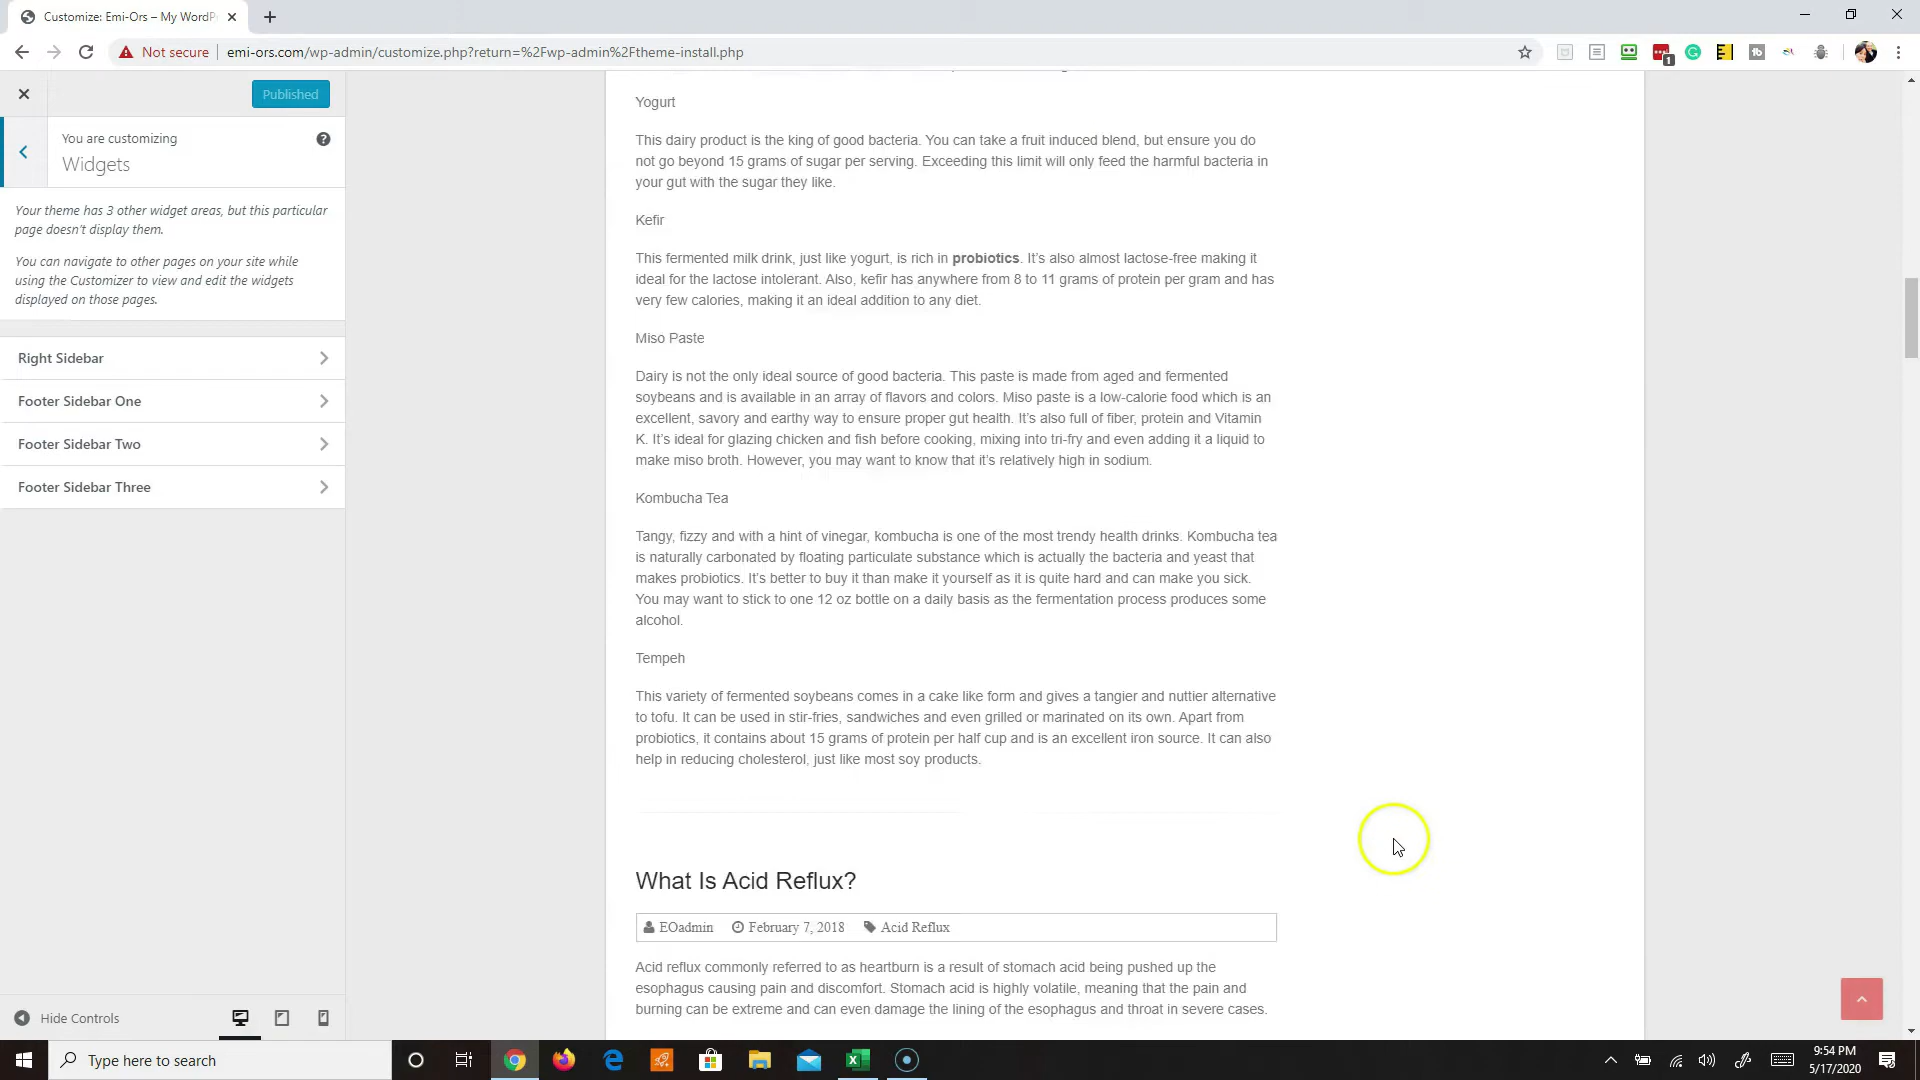 Customize: Emi-Ors – My WordP
Not secure
emi-ors.com/wp-admin/customize.php?return=%2Fwp-admin%2Ftheme-install.php
1
Published
You are customizing
Widgets
Your theme has 3 other widget areas, but this particular
page doesn't display them.
You can navigate to other pages on your site while
using the Customizer to view and edit the widgets
displayed on those pages.
Right Sidebar
Footer Sidebar One
Footer Sidebar Two
Footer Sidebar Three
Hide Controls
Yogurt
This dairy product is the king of good bacteria. You can take a fruit induced blend, but ensure you do
not go beyond 15 grams of sugar per serving. Exceeding this limit will only feed the harmful bacteria in
your gut with the sugar they like.
Kefir
This fermented milk drink, just like yogurt, is rich in probiotics. It's also almost lactose-free making it
ideal for the lactose intolerant. Also, kefir has anywhere from 8 to 11 grams of protein per gram and has
very few calories, making it an ideal addition to any diet.
Miso Paste
Dairy is not the only ideal source of good bacteria. This paste is made from aged and fermented
soybeans and is available in an array of flavors and colors. Miso paste is a low-calorie food which is an
excellent, savory and earthy way to ensure proper gut health. It's also full of fiber, protein and Vitamin
K. It's ideal for glazing chicken and fish before cooking, mixing into tri-fry and even adding it a liquid to
make miso broth. However, you may want to know that it's relatively high in sodium.
Kombucha Tea
Tangy, fizzy and with a hint of vinegar, kombucha is one of the most trendy health drinks. Kombucha tea
is naturally carbonated by floating particulate substance which is actually the bacteria and yeast that
makes probiotics. It's better to buy it than make it yourself as it is quite hard and can make you sick.
You may want to stick to one 12 oz bottle on a daily basis as the fermentation process produces some
alcohol.
Tempeh
This variety of fermented soybeans comes in a cake like form and gives a tangier and nuttier alternative
to tofu. It can be used in stir-fries, sandwiches and even grilled or marinated on its own. Apart from
probiotics, it contains about 15 grams of protein per half cup and is an excellent iron source. It can also
help in reducing cholesterol, just like most soy products.
What Is Acid Reflux?
EOadmin February 7, 2018 Acid Reflux
Acid reflux commonly referred to as heartburn is a result of stomach acid being pushed up the
esophagus causing pain and discomfort. Stomach acid is highly volatile, meaning that the pain and
burning can be extreme and can even damage the lining of the esophagus and throat in severe cases.
Type here to search
9:54 PM
5/17/2020